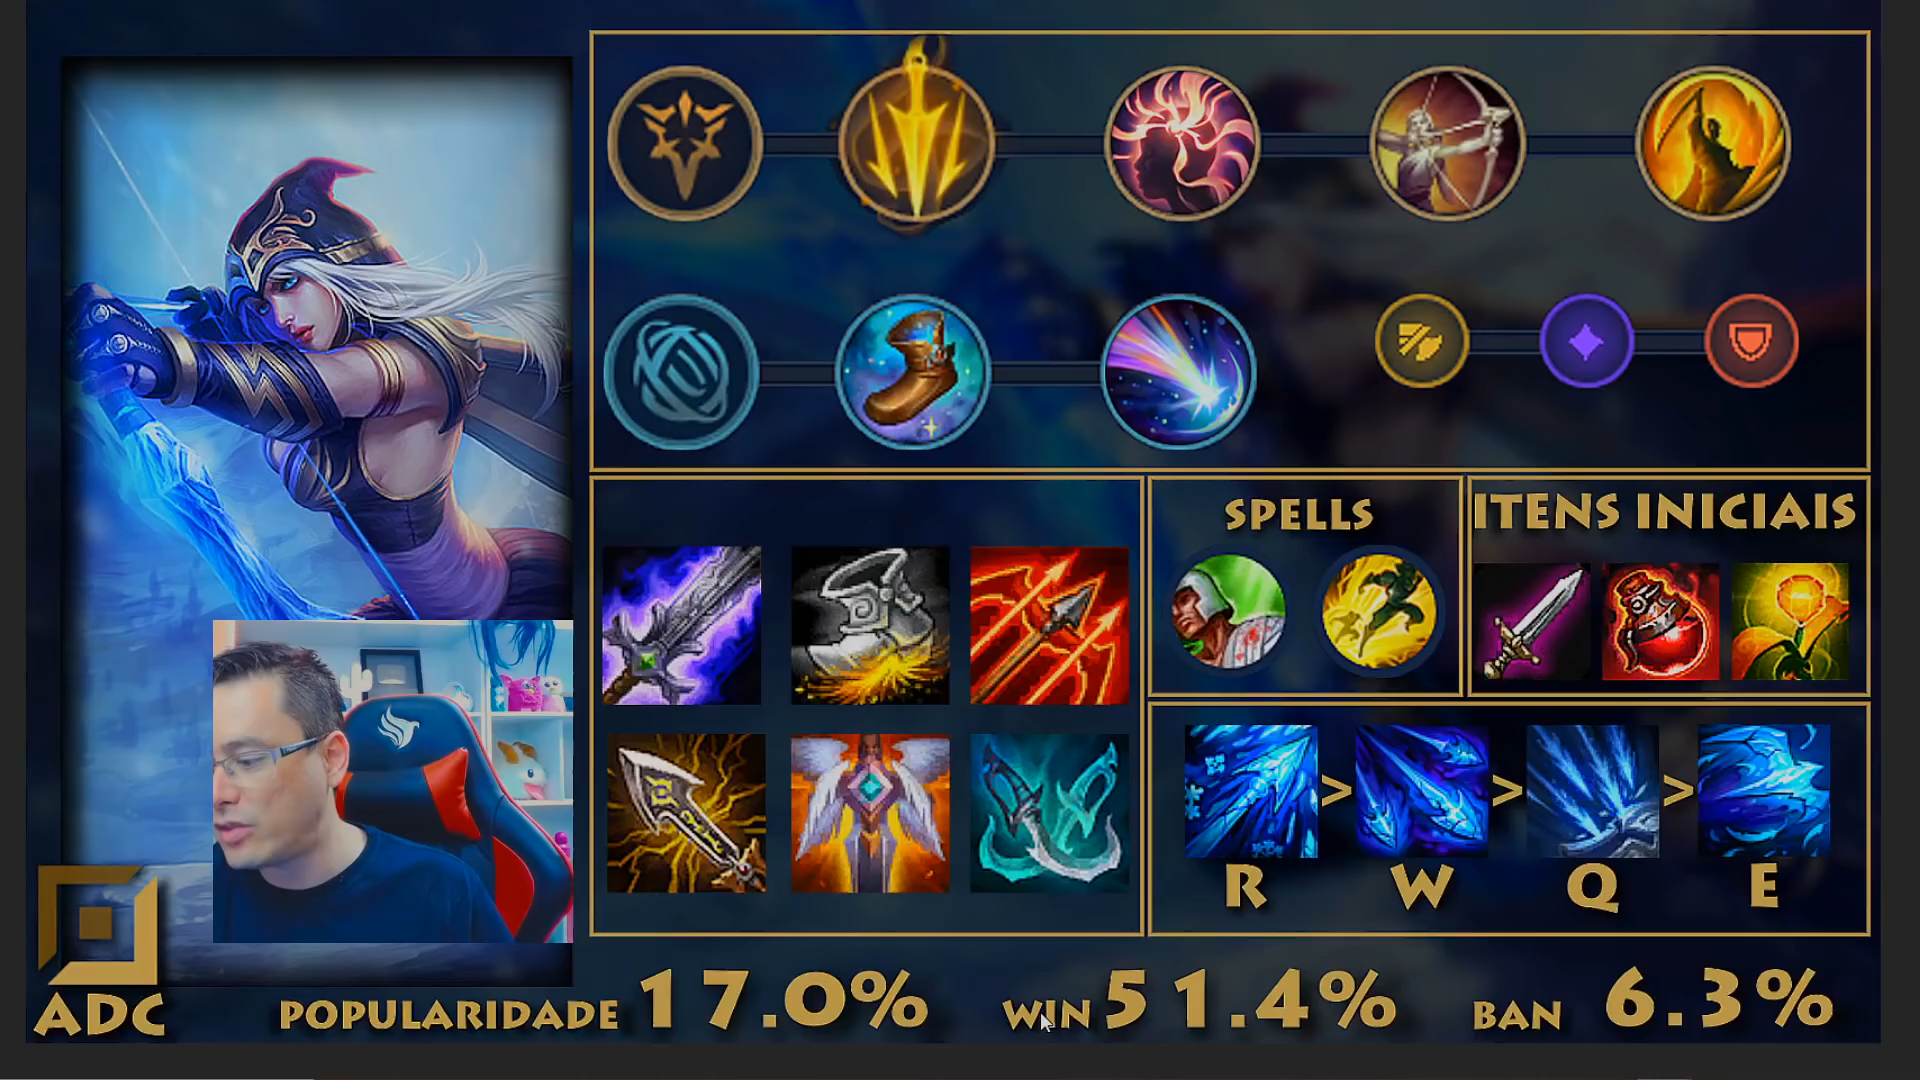 SPELLS
ITENS INICIAIS
> > >
R W Q E
ADC
POPULARIDADE 17.0% WIN 51.4% BAN 6.3%